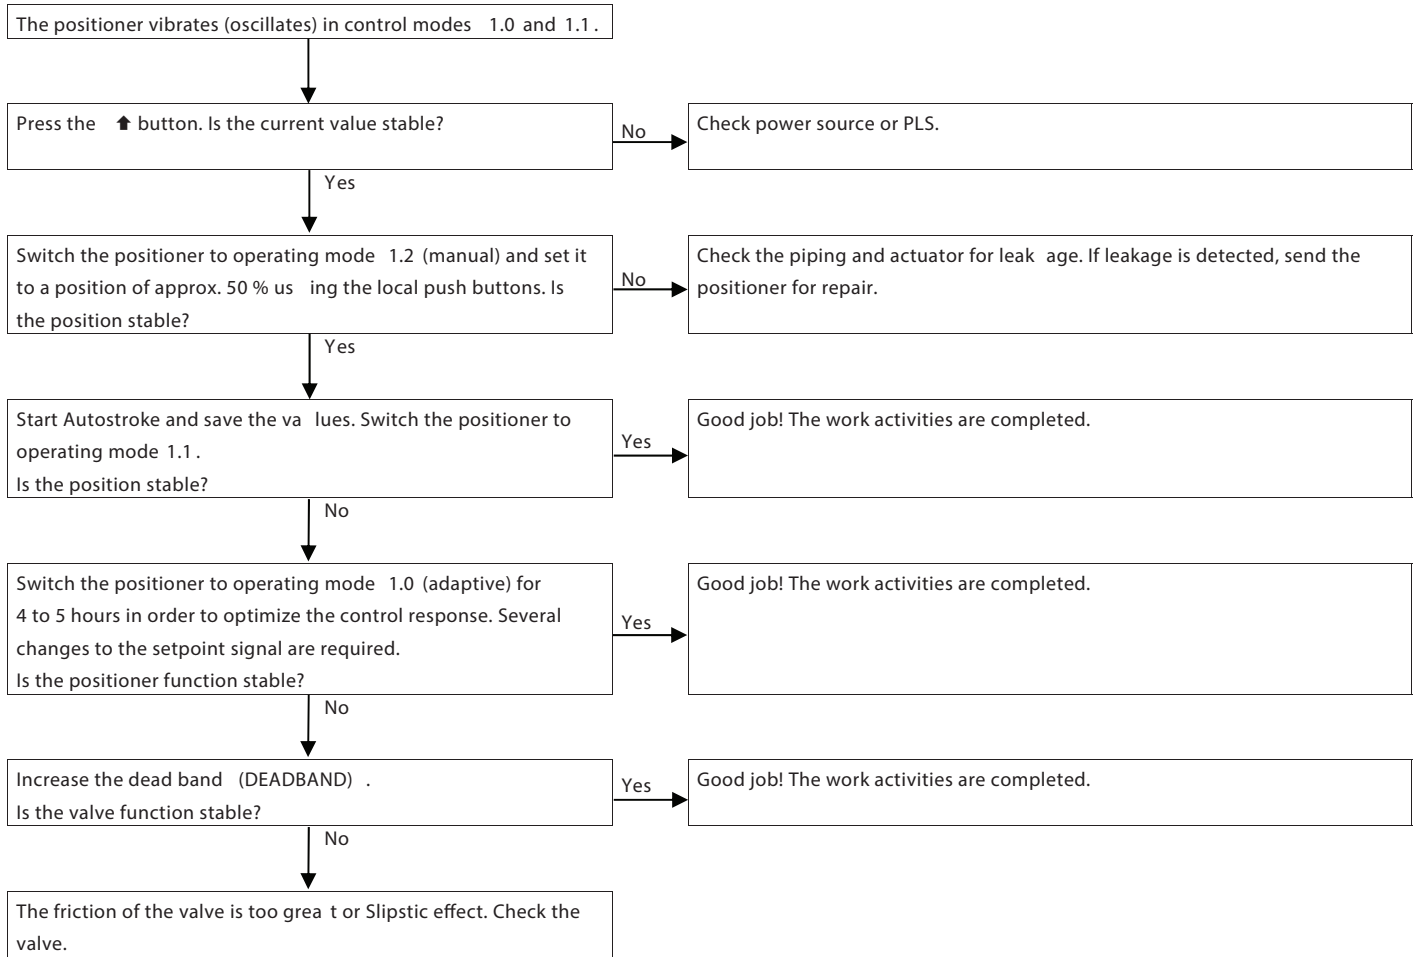 The positioner vibrates (oscillates) in control modes 1.0 and 1.1 .
Press the ⬆ button. Is the current value stable?
No
Check power source or PLS.
Yes
Switch the positioner to operating mode 1.2 (manual) and set it
to a position of approx. 50 % us ing the local push buttons. Is
the position stable?
No
Check the piping and actuator for leak age. If leakage is detected, send the
positioner for repair.
Yes
Start Autostroke and save the va lues. Switch the positioner to
operating mode 1.1 .
Is the position stable?
Yes
Good job! The work activities are completed.
No
Switch the positioner to operating mode 1.0 (adaptive) for
4 to 5 hours in order to optimize the control response. Several
changes to the setpoint signal are required.
Is the positioner function stable?
Yes
Good job! The work activities are completed.
No
Increase the dead band (DEADBAND) .
Is the valve function stable?
Yes
Good job! The work activities are completed.
No
The friction of the valve is too grea t or Slipstic effect. Check the
valve.